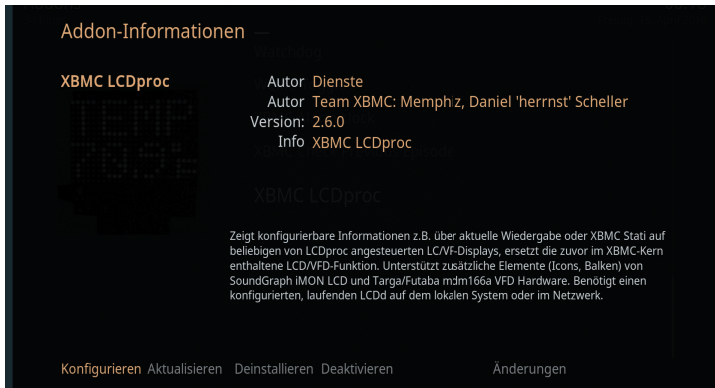 Addon-Informationen
XBMC LCDproc
Autor Dienste
Autor Team XBMC: Memphiz, Daniel 'herrnst' Scheller
Version: 2.6.0
Info XBMC LCDproc
TEMP
XBMC LCDproc
Zeigt konfigurierbare Informationen z.B. über aktuelle Wiedergabe oder XBMC Stati auf
beliebigen von LCDproc angesteuerten LC/VF-Displays, ersetzt die zuvor im XBMC-Kern
enthaltene LCD/VFD-Funktion. Unterstützt zusätzliche Elemente (Icons, Balken) von
SoundGraph iMON LCD und Targa/Futaba mdm166a VFD Hardware. Benötigt einen
konfigurierten, laufenden LCDd auf dem lokalen System oder im Netzwerk.
Konfigurieren Aktualisieren Deinstallieren Deaktivieren Änderungen